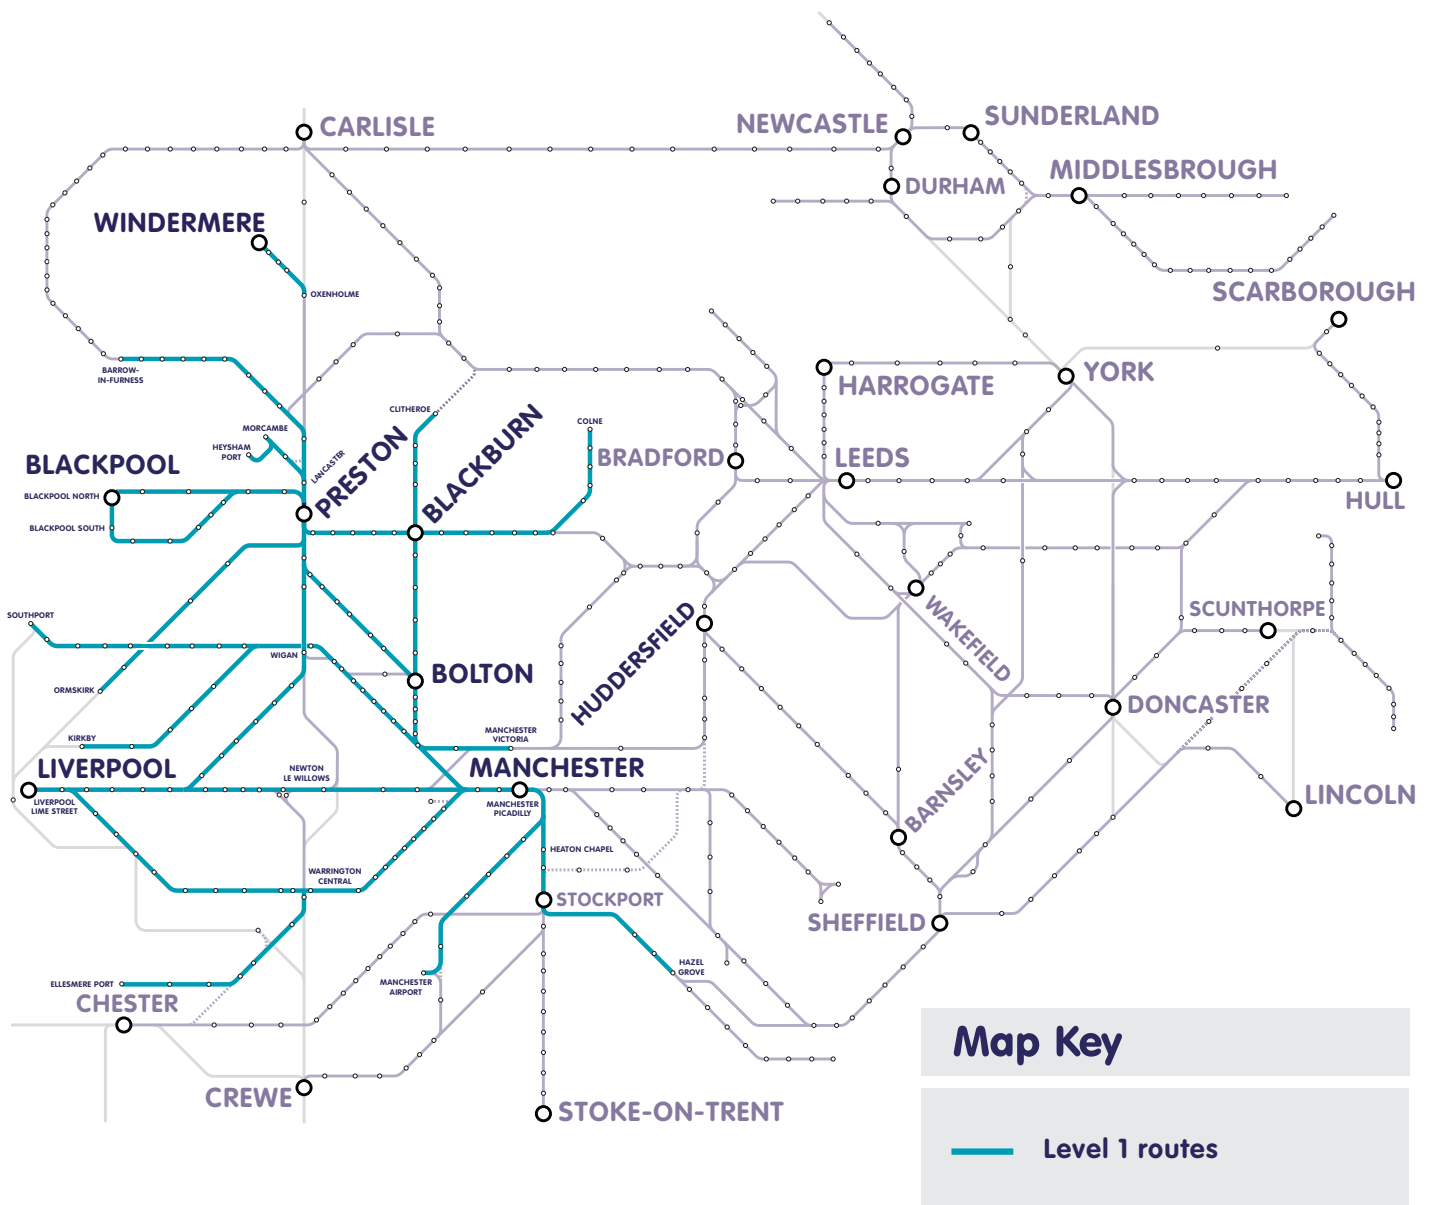 CARLISLE
NEWCASTLE
SUNDERLAND
MIDDLESBROUGH
DURHAM
WINDERMERE
OXENHOLME
SCARBOROUGH
BARROW-
IN-FURNESS
HARROGATE
YORK
CLITHEROE
COLNE
MORCAMBE
HEYSHAM
PORT
LANCASTER
PRESTON
BLACKBURN
BRADFORD
LEEDS
BLACKPOOL
BLACKPOOL NORTH
BLACKPOOL SOUTH
HULL
SOUTHPORT
HUDDERSFIELD
WAKEFIELD
SCUNTHORPE
WIGAN
BOLTON
ORMSKIRK
DONCASTER
KIRKBY
MANCHESTER
VICTORIA
LIVERPOOL
LIVERPOOL
LIME STREET
NEWTON
LE WILLOWS
MANCHESTER
MANCHESTER
PICADILLY
BARNSLEY
LINCOLN
HEATON CHAPEL
WARRINGTON
CENTRAL
STOCKPORT
SHEFFIELD
HAZEL
GROVE
ELLESMERE PORT
MANCHESTER
AIRPORT
CHESTER
CREWE
STOKE-ON-TRENT
Map Key
Level 1 routes